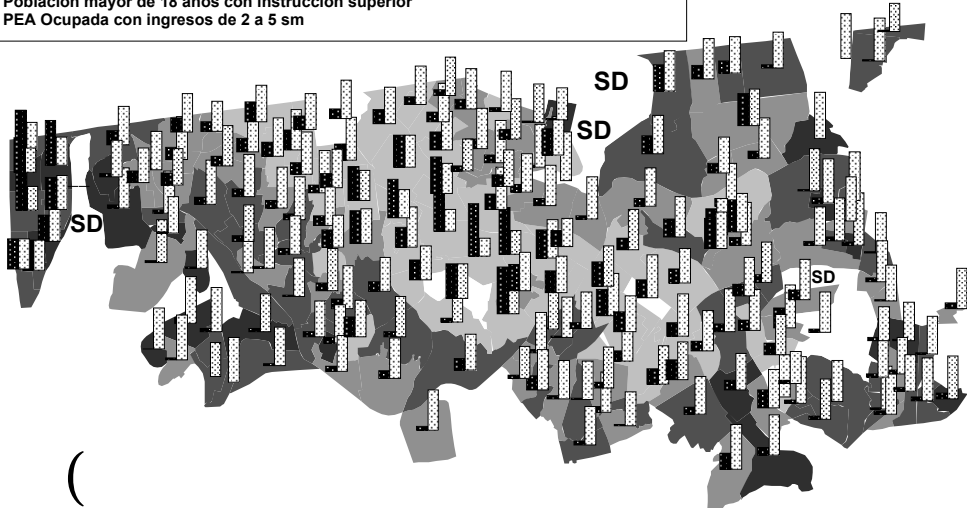 Población mayor de 18 años con instrucción superior
PEA Ocupada con ingresos de 2 a 5 sm
SD
SD
SD
SD
(